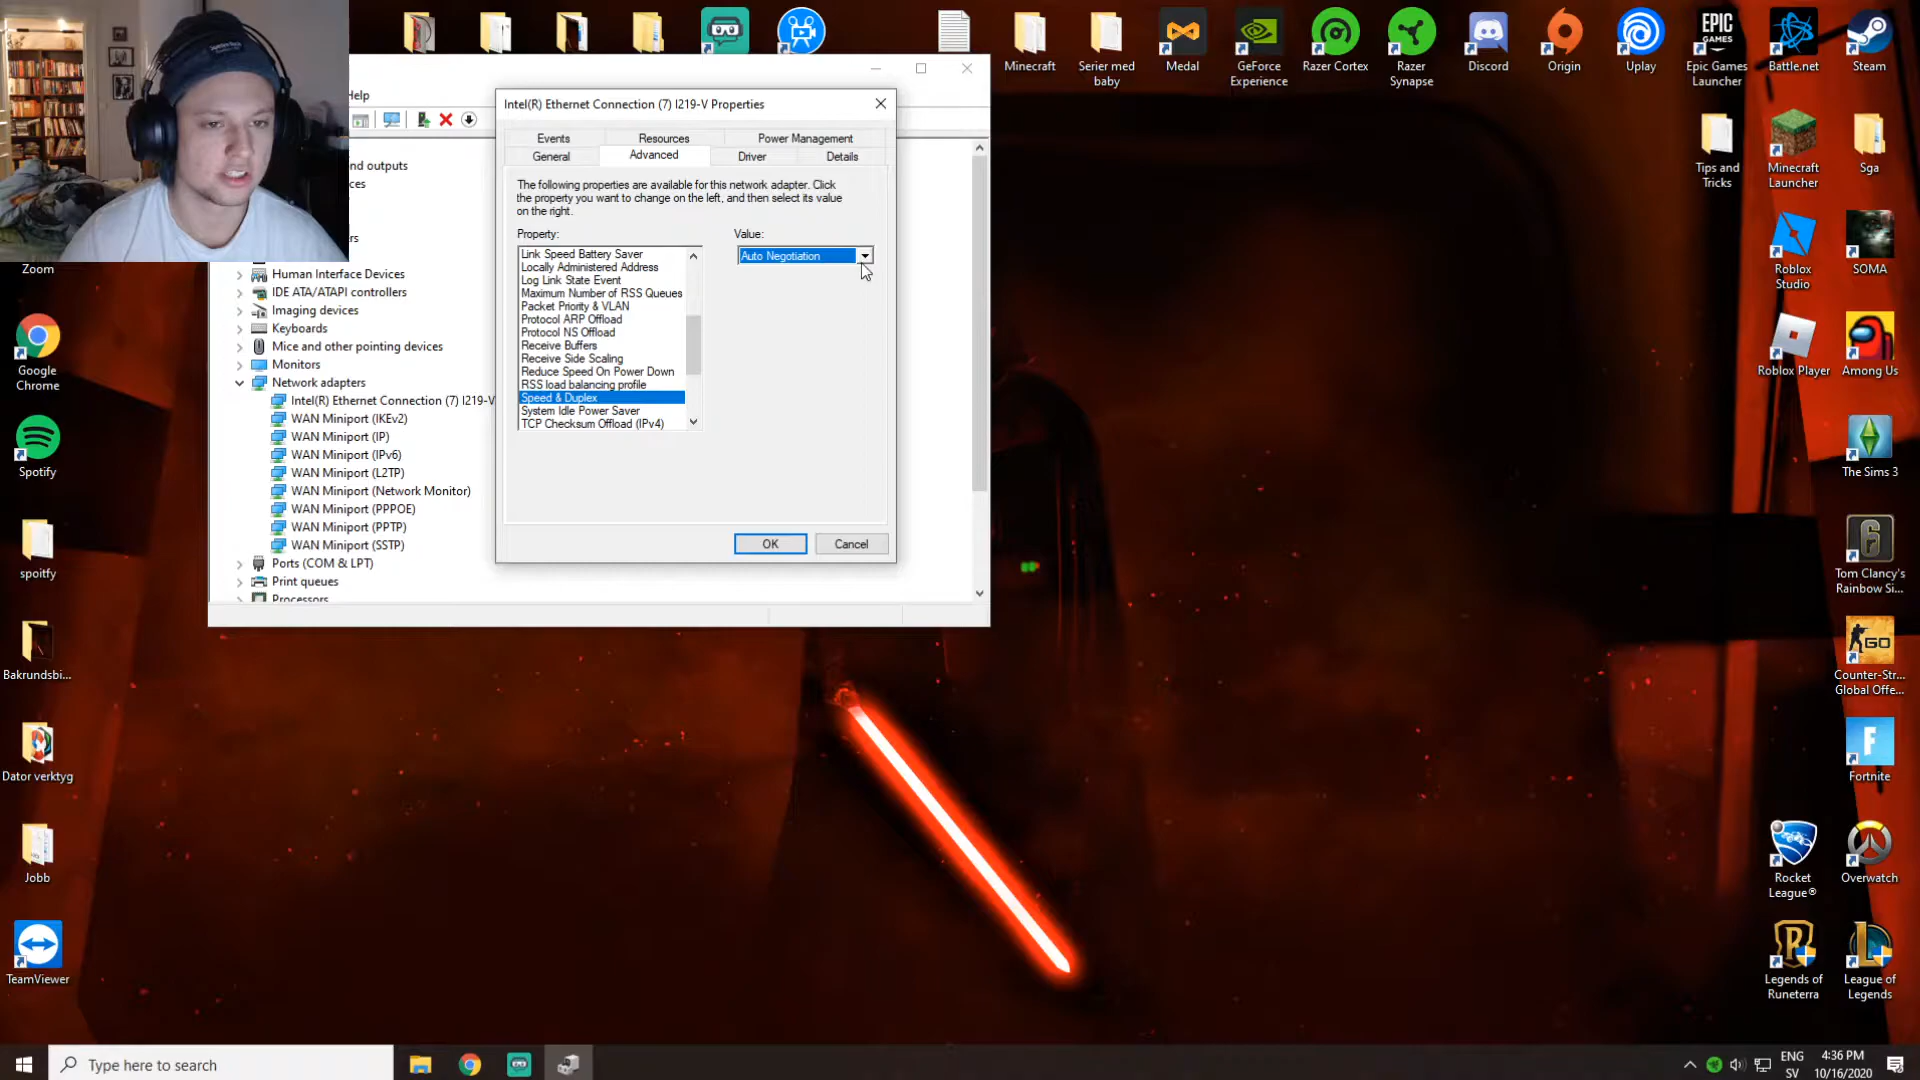 Minecraft
Serier med
baby
Medal
GeForce
Experience
Razer Cortex
Razer
Synapse
Discord
Origin
Uplay
EPIC
GAMES
Epic Games
Launcher
Battle.net
Steam
Help
Intel(R) Ethernet Connection (7) I219-V Properties
Events
Resources
Power Management
General
Advanced
Driver
Details
The following properties are available for this network adapter. Click
the property you want to change on the left, and then select its value
on the right.
Property:
Value:
Link Speed Battery Saver
Locally Administered Address
Log Link State Event
Maximum Number of RSS Queues
Packet Priority & VLAN
Protocol ARP Offload
Protocol NS Offload
Receive Buffers
Receive Side Scaling
Reduce Speed On Power Down
RSS load balancing profile
Speed & Duplex
System Idle Power Saver
TCP Checksum Offload (IPv4)
Auto Negotiation
OK
Cancel
Human Interface Devices
IDE ATA/ATAPI controllers
Imaging devices
Keyboards
Mice and other pointing devices
Monitors
Network adapters
Intel(R) Ethernet Connection (7) I219-V
WAN Miniport (IKEv2)
WAN Miniport (IP)
WAN Miniport (IPv6)
WAN Miniport (L2TP)
WAN Miniport (Network Monitor)
WAN Miniport (PPPOE)
WAN Miniport (PPTP)
WAN Miniport (SSTP)
Ports (COM & LPT)
Print queues
Processors
Zoom
Google
Chrome
Spotify
spoitfy
Bakrundsbi...
Dator verktyg
Jobb
TeamViewer
Tips and
Tricks
Minecraft
Launcher
Sga
Roblox
Studio
SOMA
Roblox Player
Among Us
The Sims 3
Tom Clancy's
Rainbow Si...
GO
Counter-Str...
Global Offe...
F
Fortnite
Rocket
League®
Overwatch
Legends of
Runeterra
League of
Legends
Type here to search
ENG
SV
4:36 PM
10/16/2020